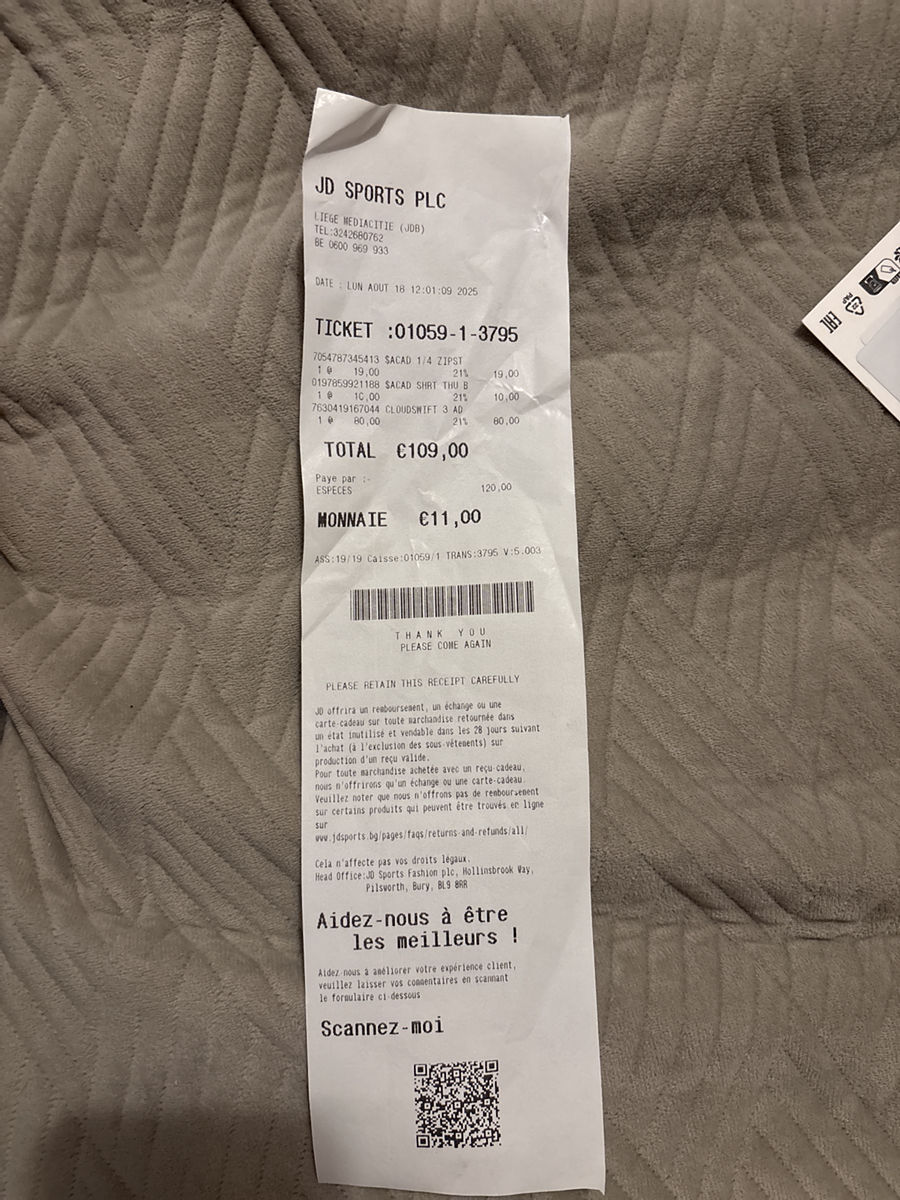 JD SPORTS PLC
LIEGE MEDIACITIE (JDB)
TEL:3242680762
BE 0600 969 933
DATE : LUN AOUT 18 12:01:09 2025
TICKET :01059-1-3795
7054787345413 $ACAD 1/4 ZIPST
1 @ 19,00 21% 19,00
0197859921188 $ACAD SHRT THU B
1 @ 10,00 21% 10,00
7630419167044 CLOUDSWIFT 3 AD
1 @ 80,00 21% 80,00
TOTAL €109,00
Paye par :-
ESPECES 120,00
MONNAIE €11,00
ASS:19/19 Caisse:01059/1 TRANS:3795 V:5.003
THANK YOU
PLEASE COME AGAIN
PLEASE RETAIN THIS RECEIPT CAREFULLY
JD offrira un remboursement, un échange ou une
carte-cadeau sur toute marchandise retournée dans
un état inutilisé et vendable dans les 28 jours suivant
l'achat (à l'exclusion des sous-vêtements) sur
production d'un reçu valide.
Pour toute marchandise achetée avec un reçu-cadeau,
nous n'offrirons qu'un échange ou une carte-cadeau.
Veuillez noter que nous n'offrons pas de remboursement
sur certains produits qui peuvent être trouvés en ligne
sur
www.jdsports.bg/pages/faqs/returns-and-refunds/all/
Cela n'affecte pas vos droits légaux.
Head Office:JD Sports Fashion plc, Hollinsbrook Way,
Pilsworth, Bury, BL9 8RR
Aidez-nous à être
les meilleurs !
Aidez-nous à améliorer votre expérience client,
veuillez laisser vos commentaires en scannant
le formulaire ci-dessous
Scannez-moi
EAC
PAP